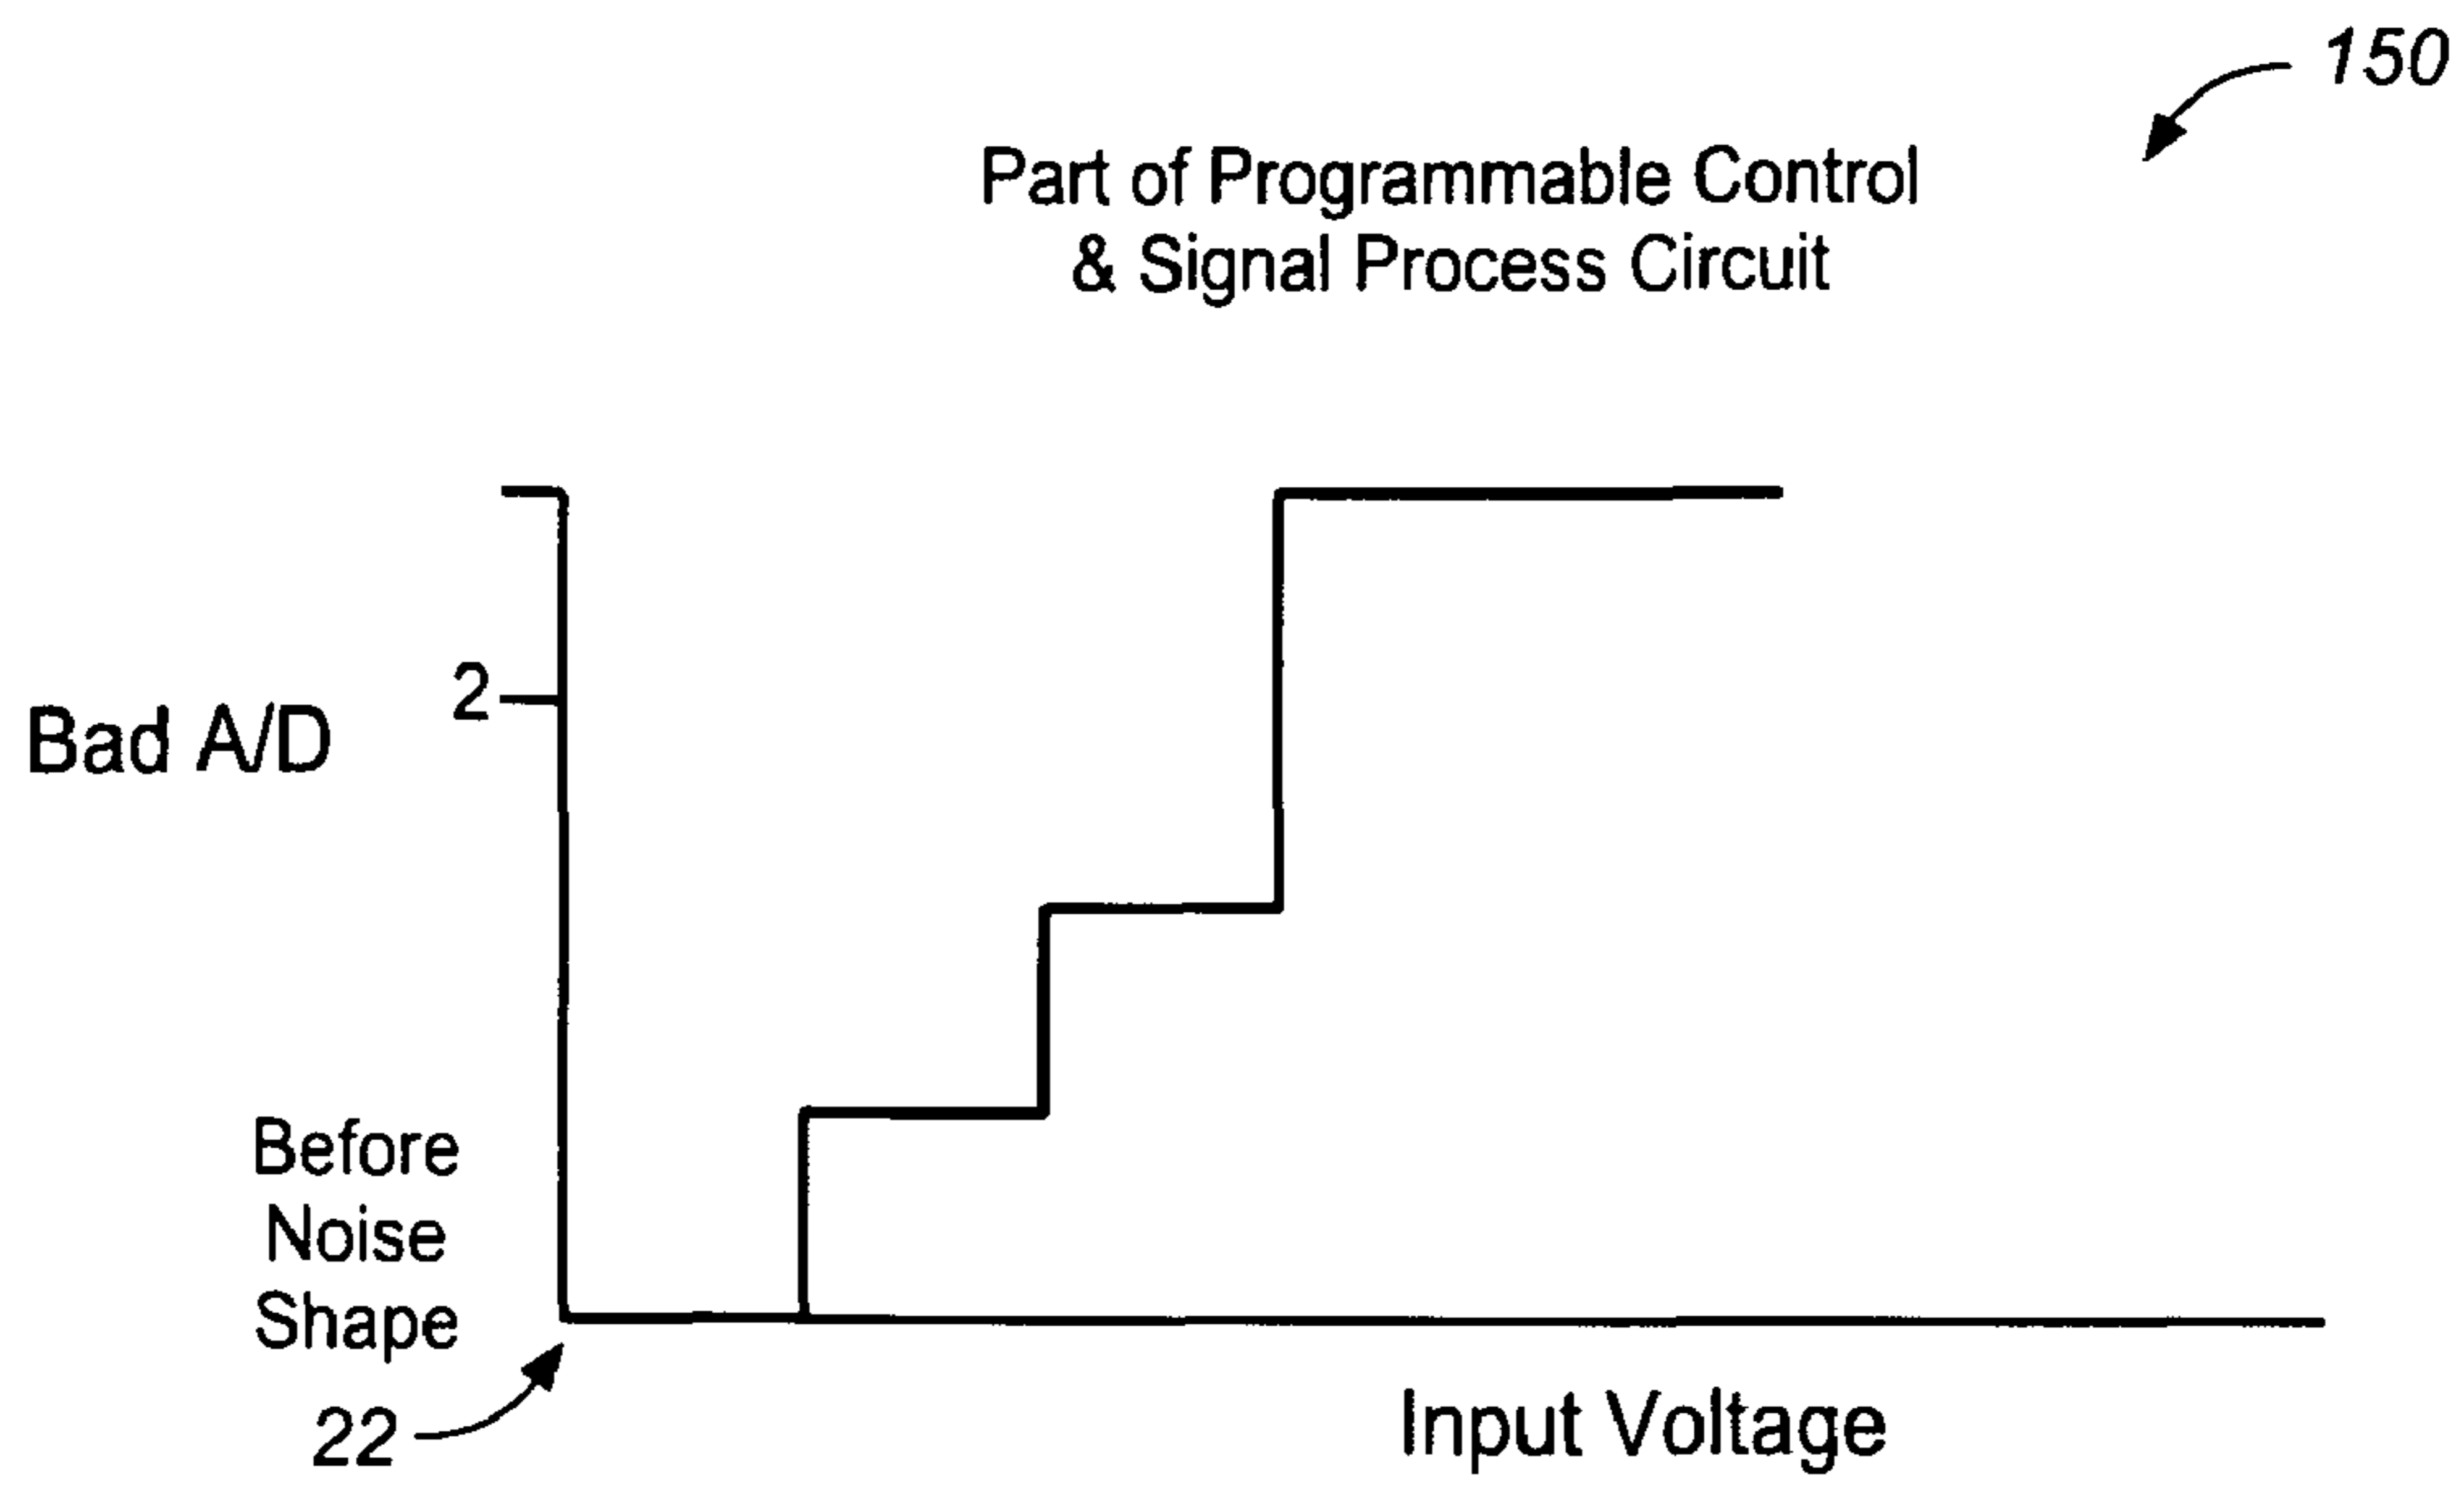 150
Part of Programmable Control
& Signal Process Circuit
2
Bad A/D
Before
Noise
Shape
22
Input Voltage